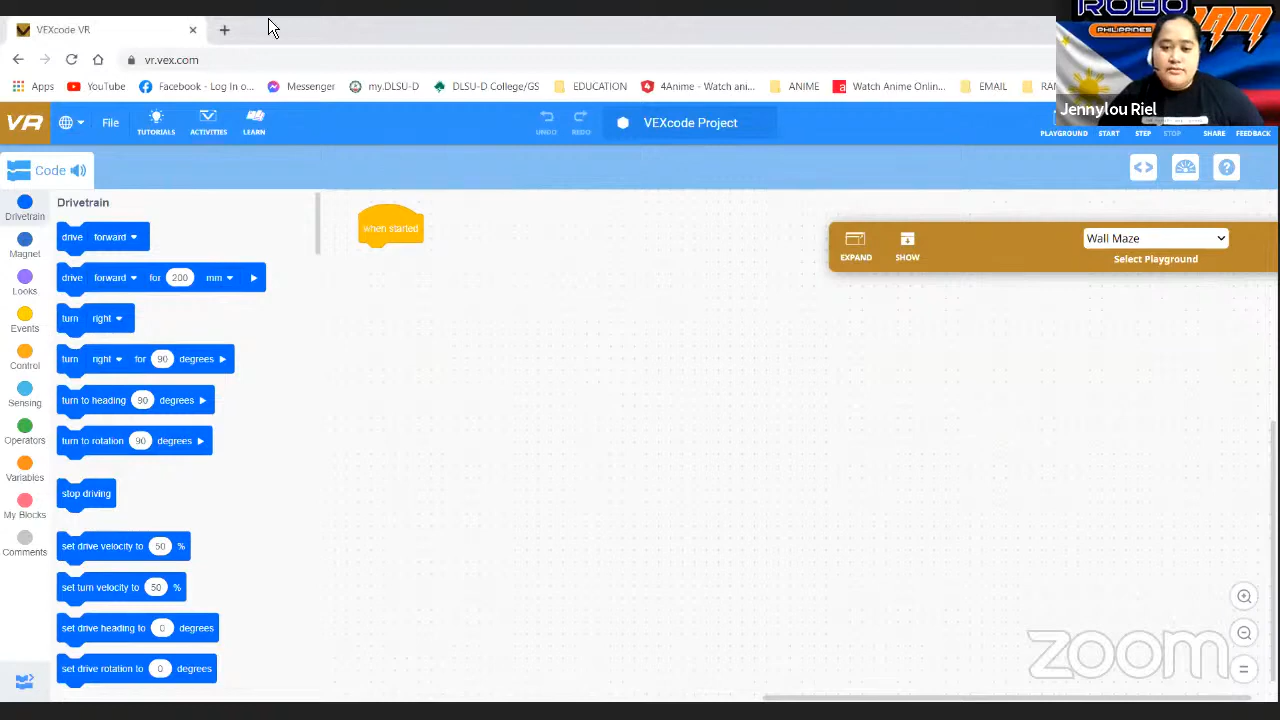 VEXcode VR
vr.vex.com
Apps YouTube Facebook - Log In o... Messenger my.DLSU-D DLSU-D College/GS EDUCATION 4Anime - Watch ani... ANIME Watch Anime Onlin... EMAIL
ROBO
JAM
PHILIPPINES
Jennylou Riel
VR File TUTORIALS ACTIVITIES LEARN UNDO REDO VEXcode Project PLAYGROUND START STEP STOP SHARE FEEDBACK
Code
Drivetrain
Magnet
Looks
Events
Control
Sensing
Operators
Variables
My Blocks
Comments
Drivetrain
drive forward
drive forward for 200 mm
turn right
turn right for 90 degrees
turn to heading 90 degrees
turn to rotation 90 degrees
stop driving
set drive velocity to 50 %
set turn velocity to 50 %
set drive heading to 0 degrees
set drive rotation to 0 degrees
when started
EXPAND SHOW
Wall Maze
Select Playground
zoom